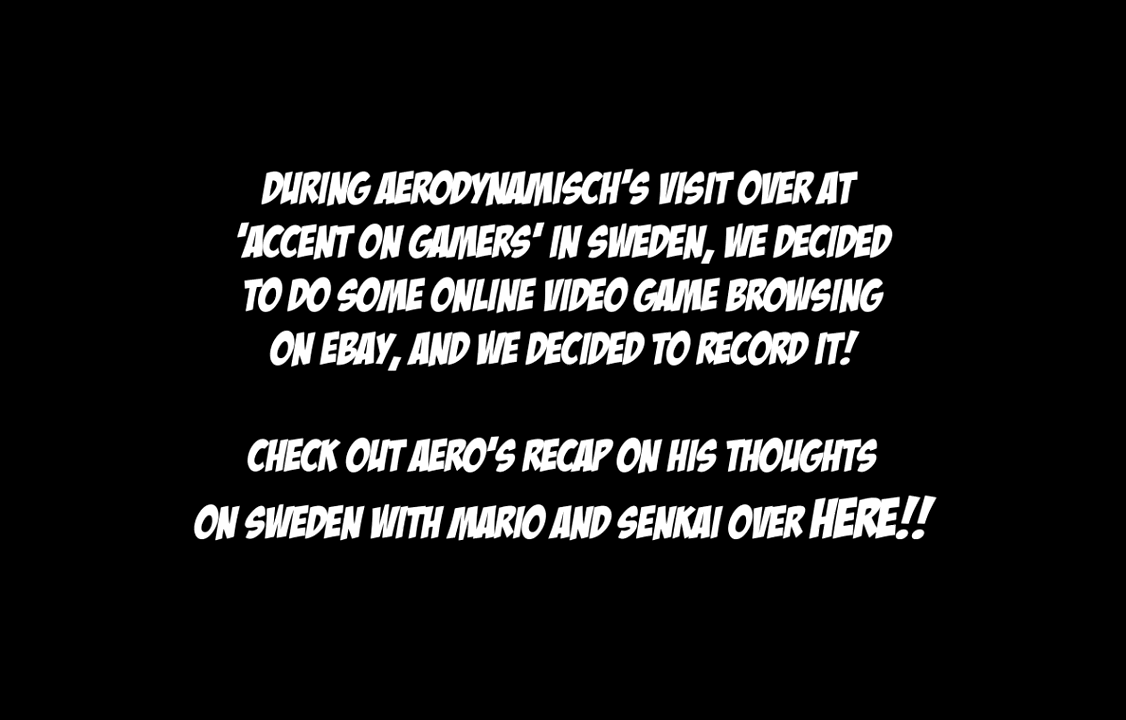 DURING AERODYNAMISCH'S VISIT OVER AT
'ACCENT ON GAMERS' IN SWEDEN, WE DECIDED
TO DO SOME ONLINE VIDEO GAME BROWSING
ON EBAY, AND WE DECIDED TO RECORD IT!
CHECK OUT AERO'S RECAP ON HIS THOUGHTS
ON SWEDEN WITH MARIO AND SENKAI OVER HERE!!